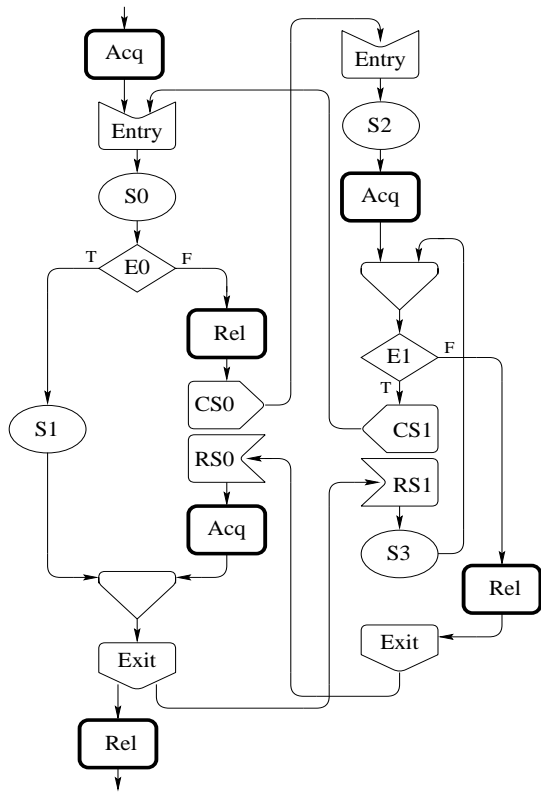 Acq
Entry
S0
E0
T
F
Rel
CS0
S1
RS0
Acq
Exit
Rel
Entry
S2
Acq
E1
F
T
CS1
RS1
S3
Rel
Exit